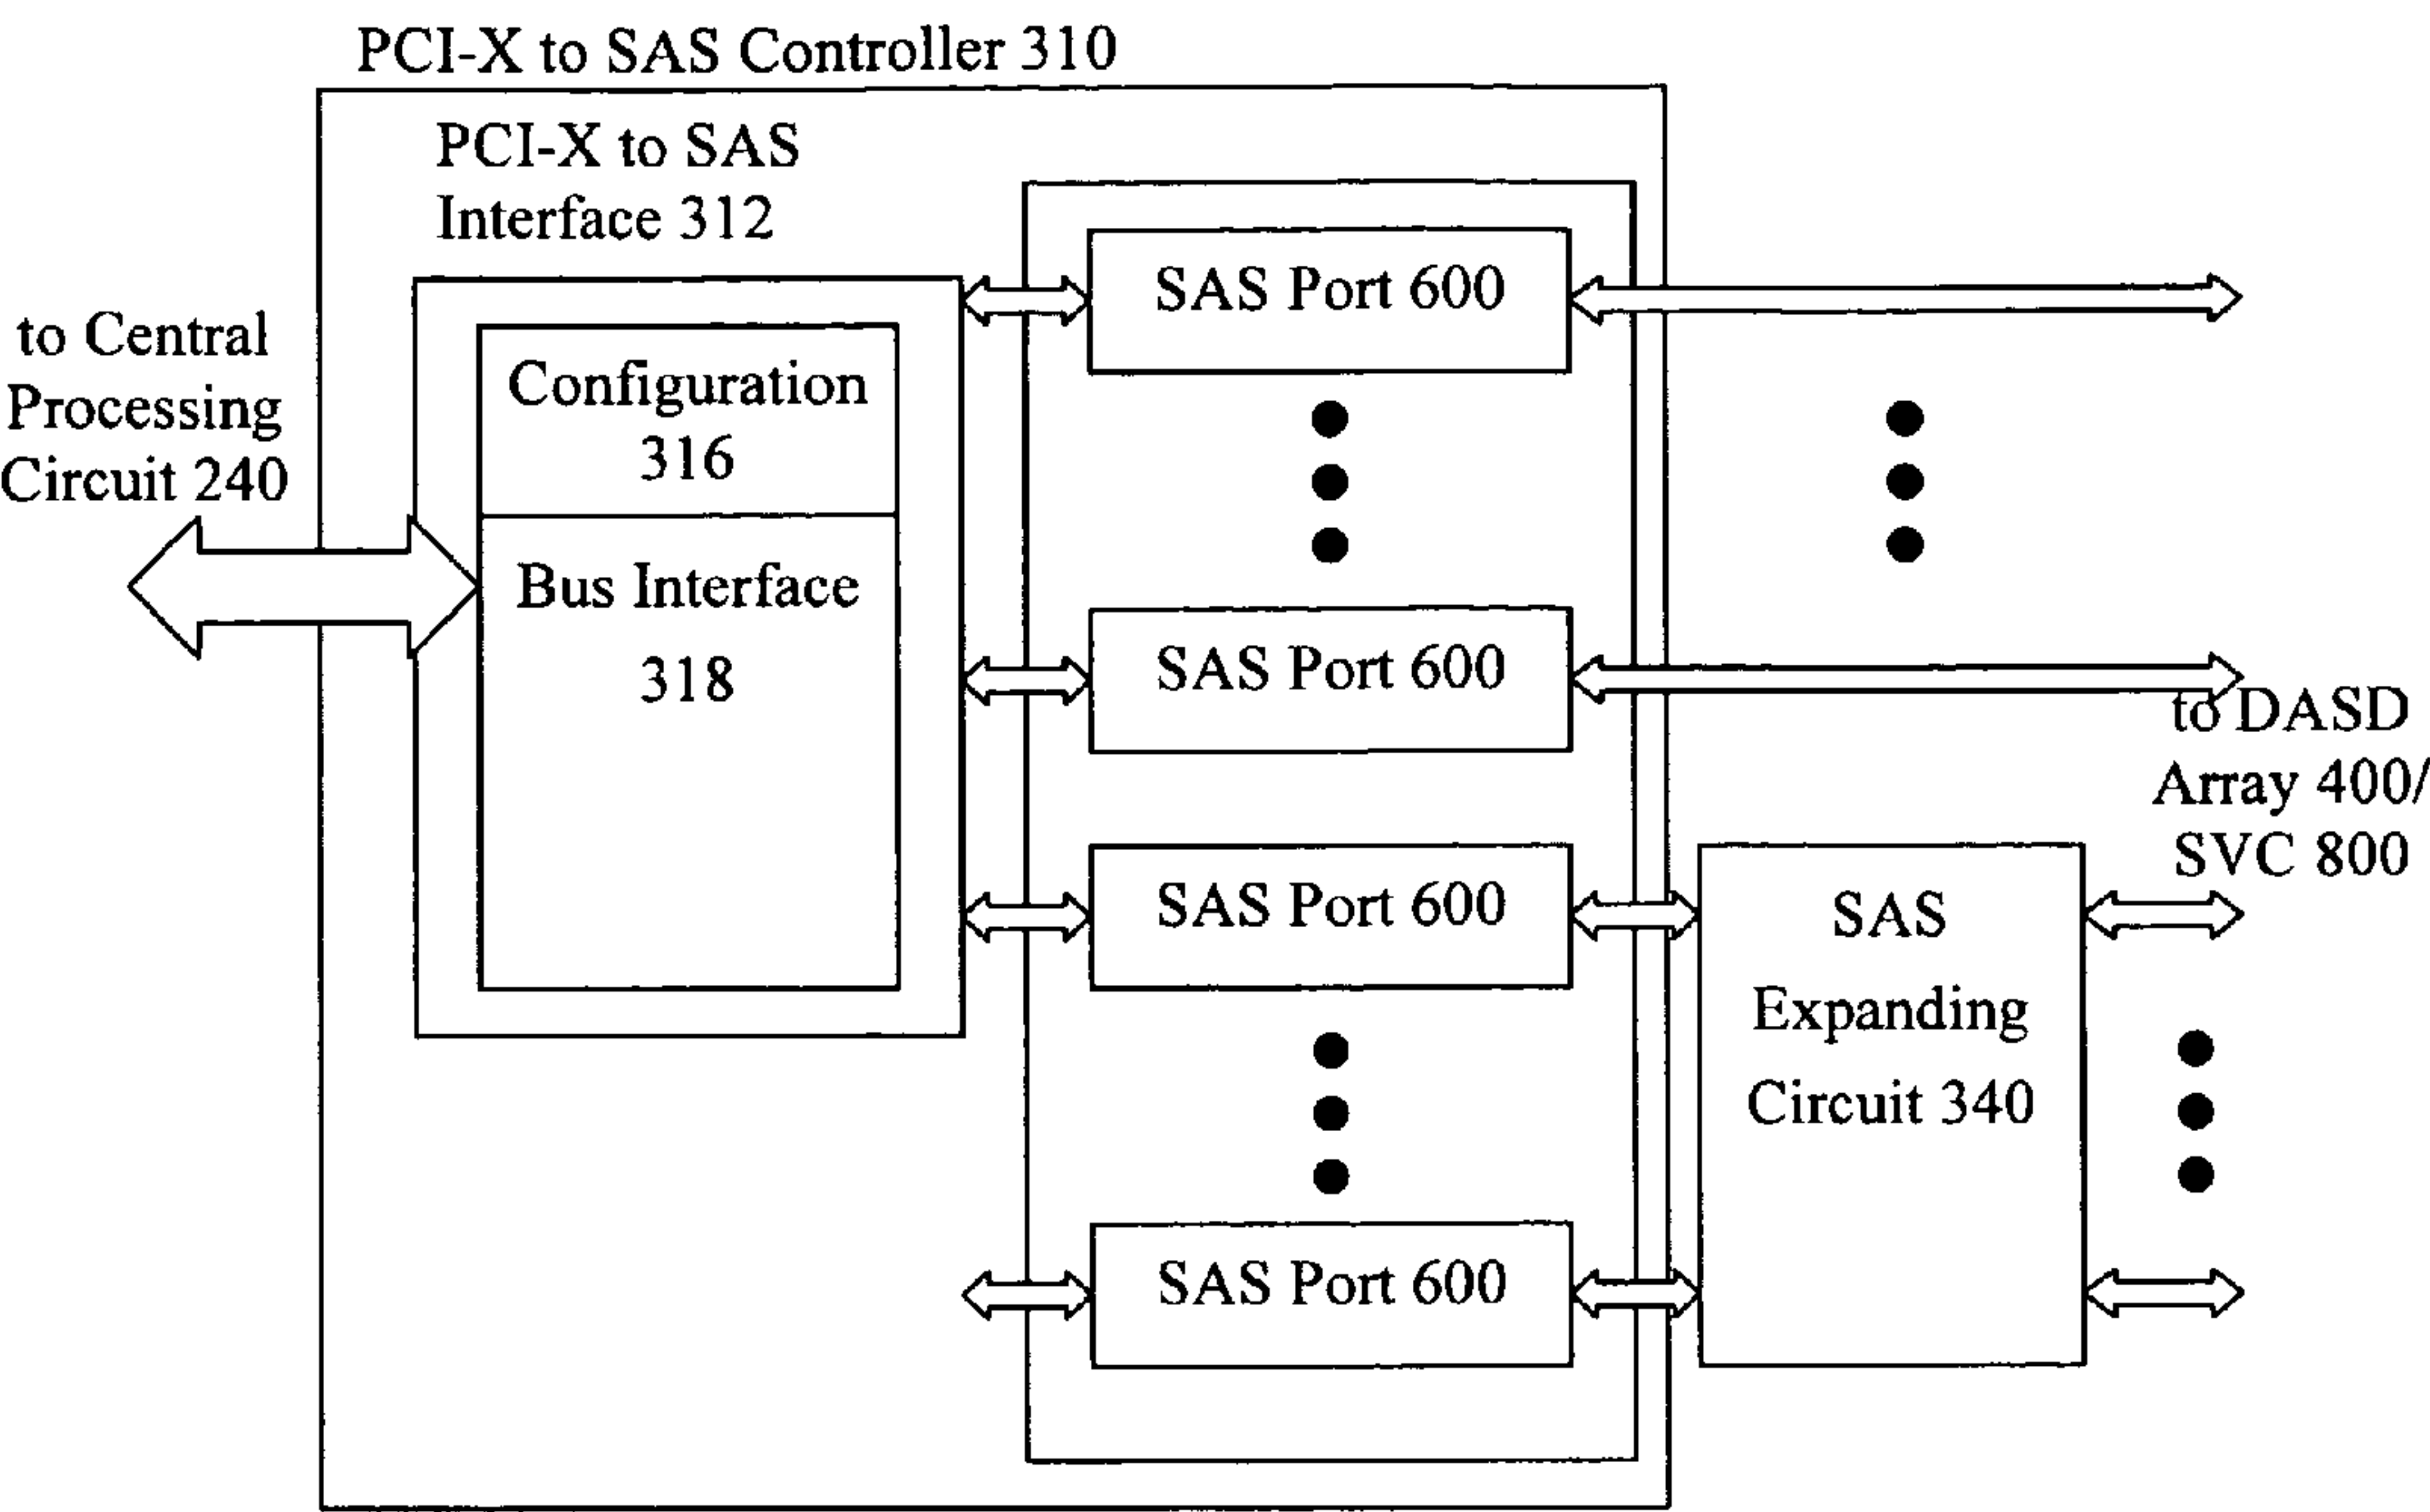 PCI-X to SAS Controller 310
PCI-X to SAS
Interface 312
to Central
Processing
Circuit 240
Configuration
316
Bus Interface
318
SAS Port 600
SAS Port 600
SAS Port 600
SAS Port 600
SAS
Expanding
Circuit 340
to DASD
Array 400/
SVC 800